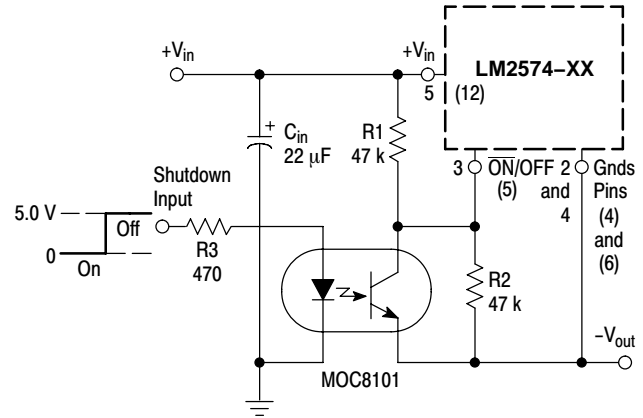 +Vin
+Vin
LM2574–XX
5
(12)
Cin
22 μF
+
R1
47 k
3
ON/OFF
(5)
2
and
4
Gnds
Pins
(4)
and
(6)
Shutdown
Input
5.0 V
Off
0
On
R3
470
R2
47 k
–Vout
MOC8101